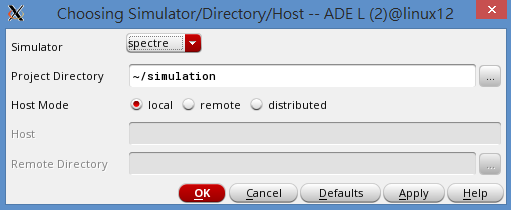 Choosing Simulator/Directory/Host -- ADE L (2)@linux12
Simulator spectre
Project Directory ~/simulation ...
Host Mode local remote distributed
Host
Remote Directory ...
OK Cancel Defaults Apply Help